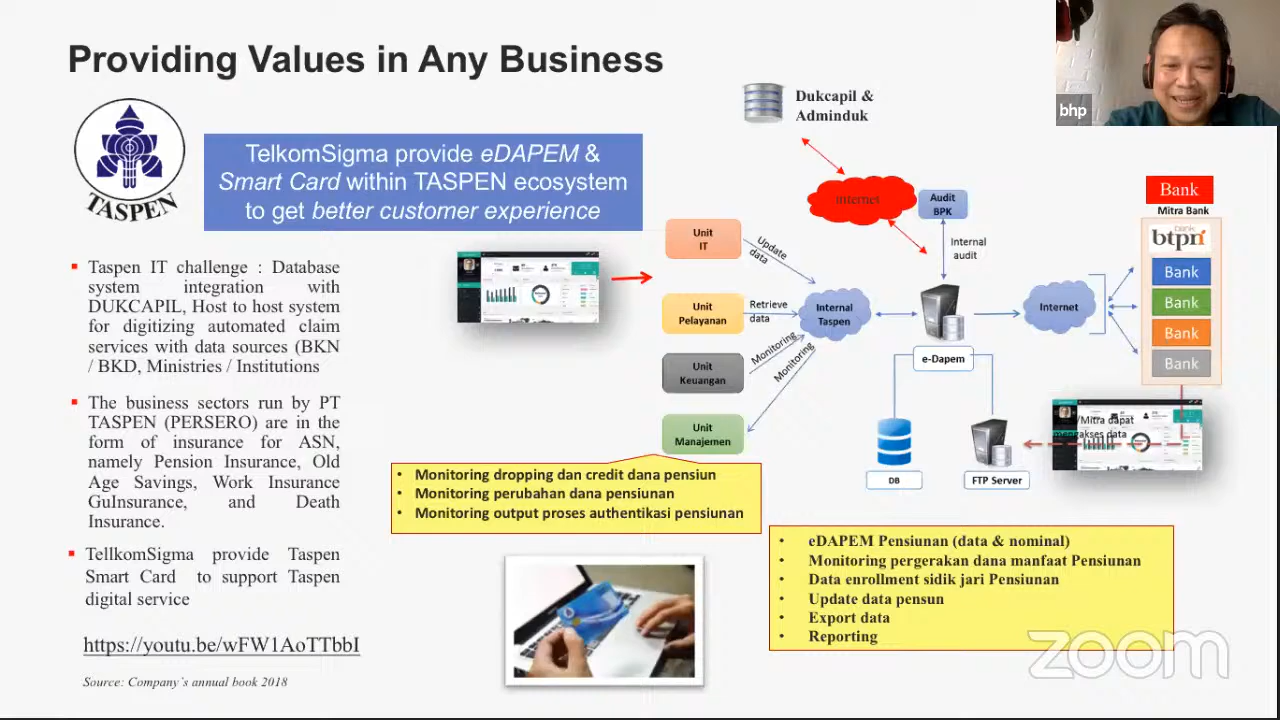 Providing Values in Any Business
bhp
TASPEN
TelkomSigma provide eDAPEM &
Smart Card within TASPEN ecosystem
to get better customer experience
Taspen IT challenge : Database
system integration with
DUKCAPIL, Host to host system
for digitizing automated claim
services with data sources (BKN
/ BKD, Ministries / Institutions
The business sectors run by PT
TASPEN (PERSERO) are in the
form of insurance for ASN,
namely Pension Insurance, Old
Age Savings, Work Insurance
GuInsurance, and Death
Insurance.
TellkomSigma provide Taspen
Smart Card to support Taspen
digital service
https://youtu.be/wFW1AoTTbbI
Source: Company's annual book 2018
Dukcapil &
Adminduk
Internet
Audit
BPK
Internal
audit
Unit
IT
Update
data
Unit
Pelayanan
Retrieve
data
Unit
Keuangan
Monitoring
Monitoring
Unit
Manajemen
Internal
Taspen
e-Dapem
Internet
DB
FTP Server
Bank
Mitra Bank
bank
btpn
Bank
Bank
Bank
Bank
/Mitra dapat
mengakses data
• Monitoring dropping dan credit dana pensiun
• Monitoring perubahan dana pensiunan
• Monitoring output proses authentikasi pensiunan
• eDAPEM Pensiunan (data & nominal)
• Monitoring pergerakan dana manfaat Pensiunan
• Data enrollment sidik jari Pensiunan
• Update data pensun
• Export data
• Reporting
zoom